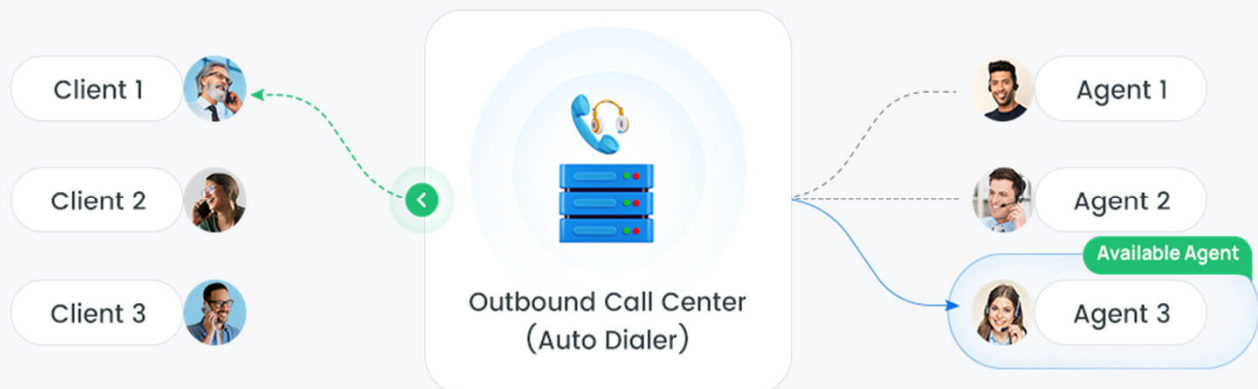 Client 1
Client 2
Client 3
Outbound Call Center
(Auto Dialer)
Agent 1
Agent 2
Available Agent
Agent 3